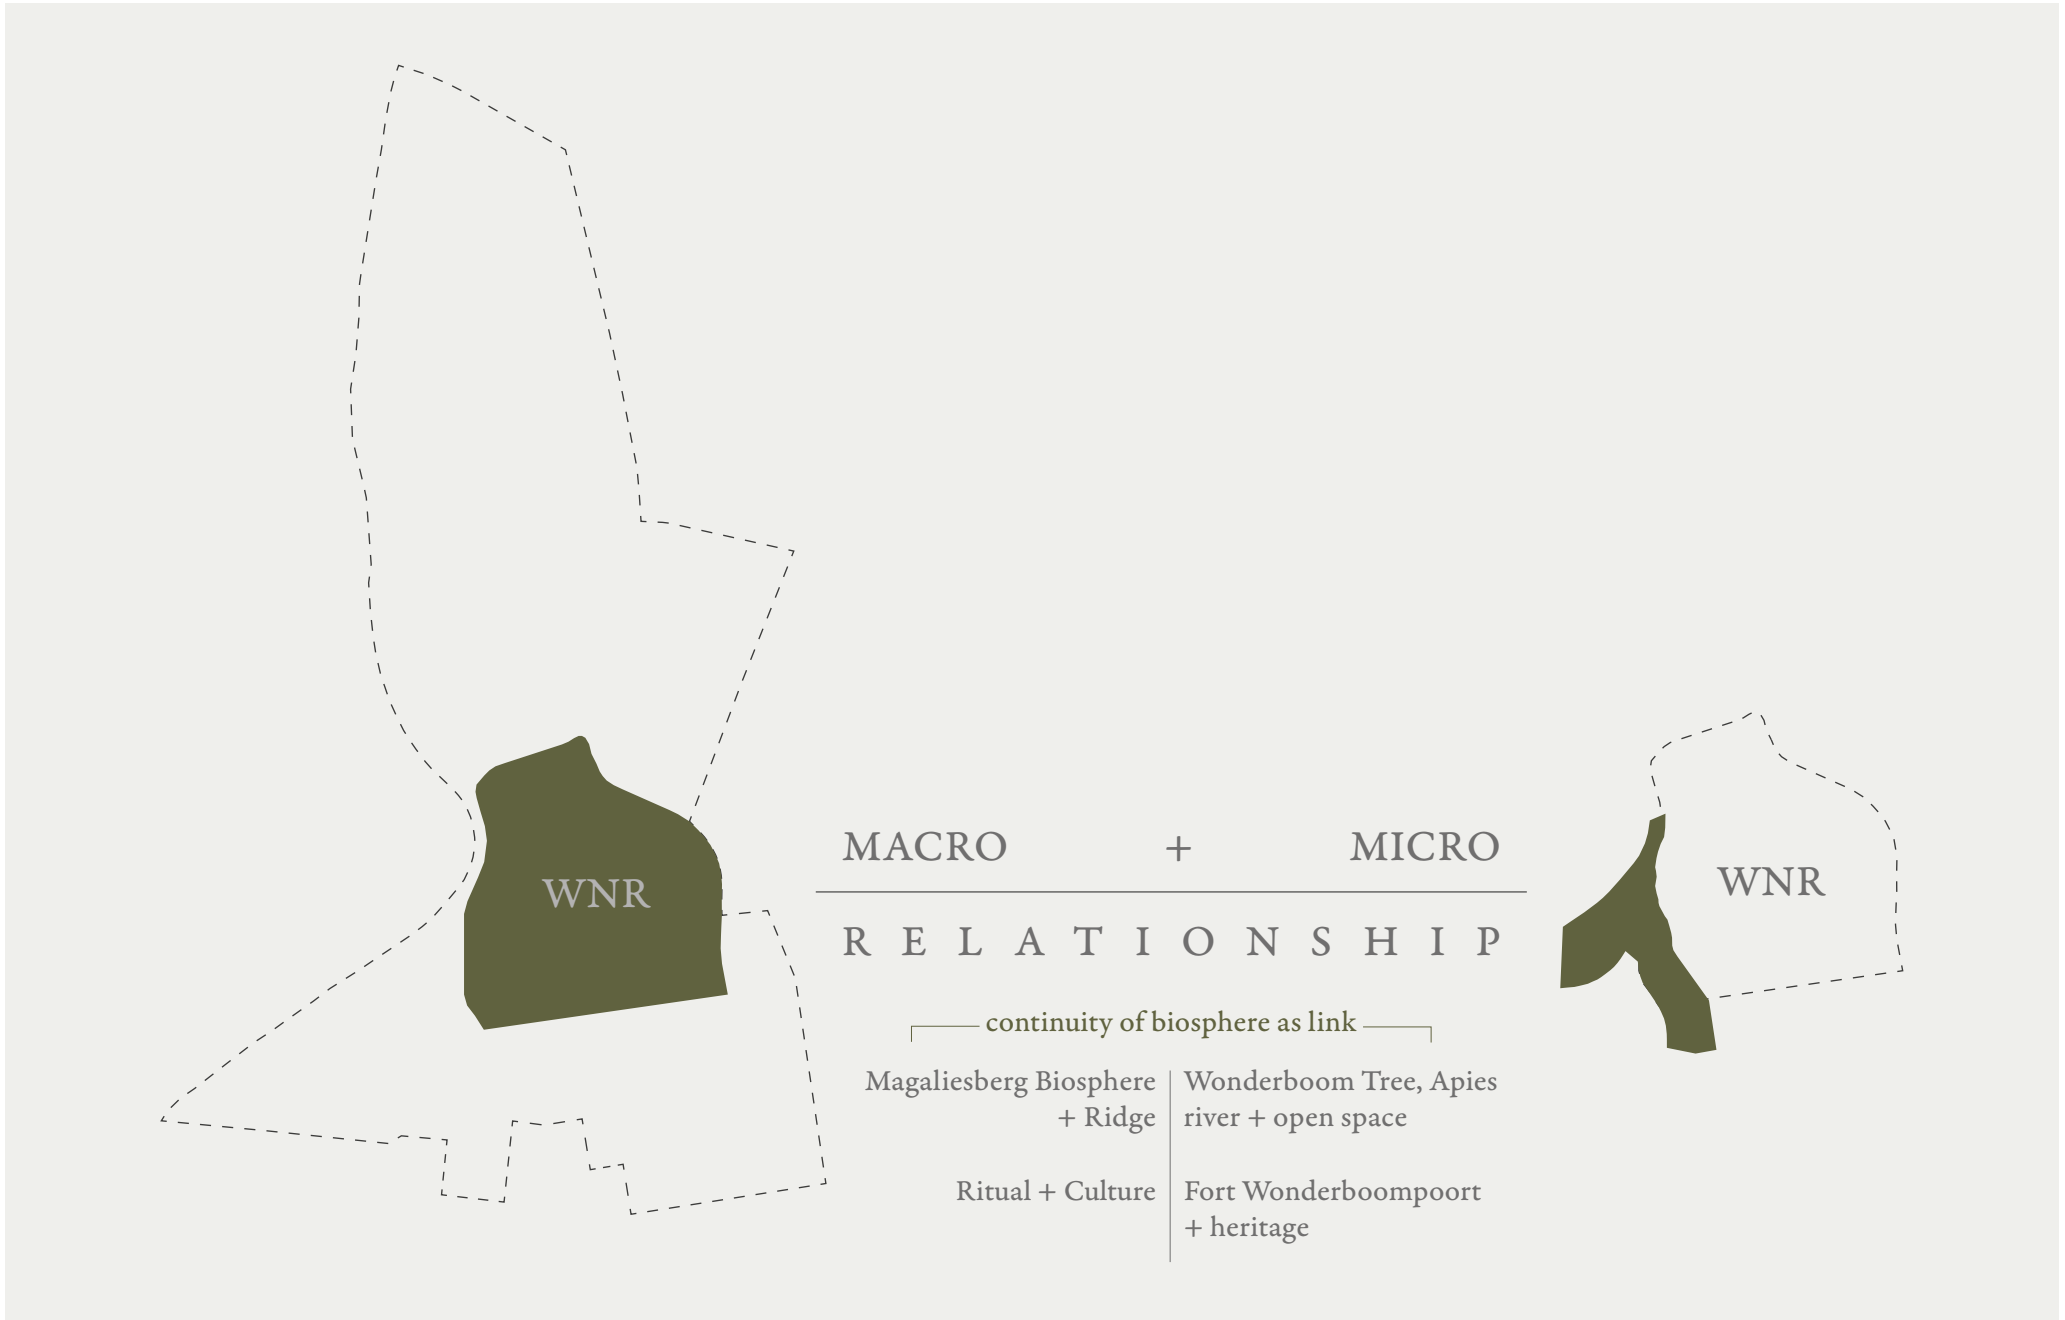 WNR
MACRO + MICRO
RELATIONSHIP
continuity of biosphere as link
Magaliesberg Biosphere
+ Ridge
Ritual + Culture
Wonderboom Tree, Apies
river + open space
Fort Wonderboompoort
+ heritage
WNR